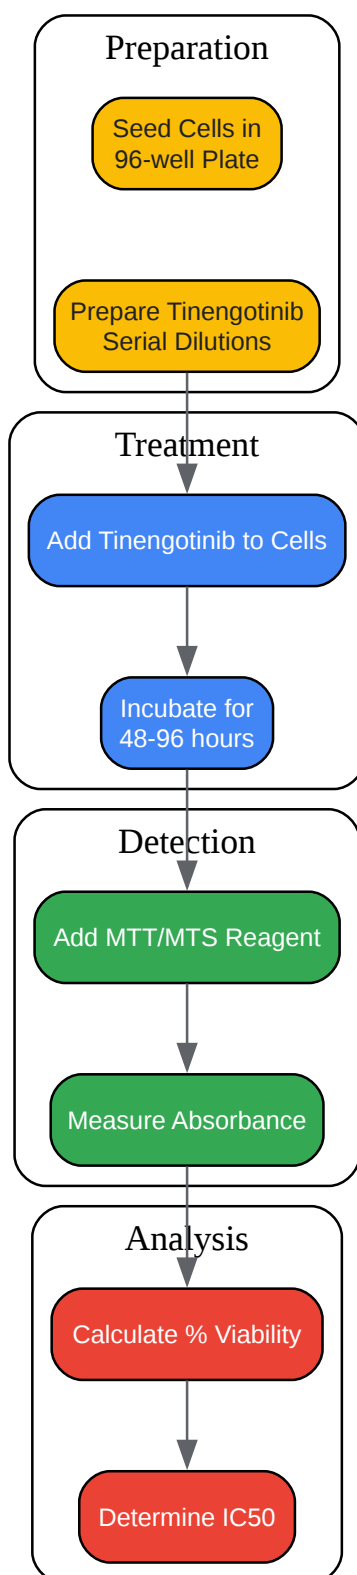 Preparation
Seed Cells in
96-well Plate
Prepare Tinengotinib
Serial Dilutions
Treatment
Add Tinengotinib to Cells
Incubate for
48-96 hours
Detection
Add MTT/MTS Reagent
Measure Absorbance
Analysis
Calculate % Viability
Determine IC50